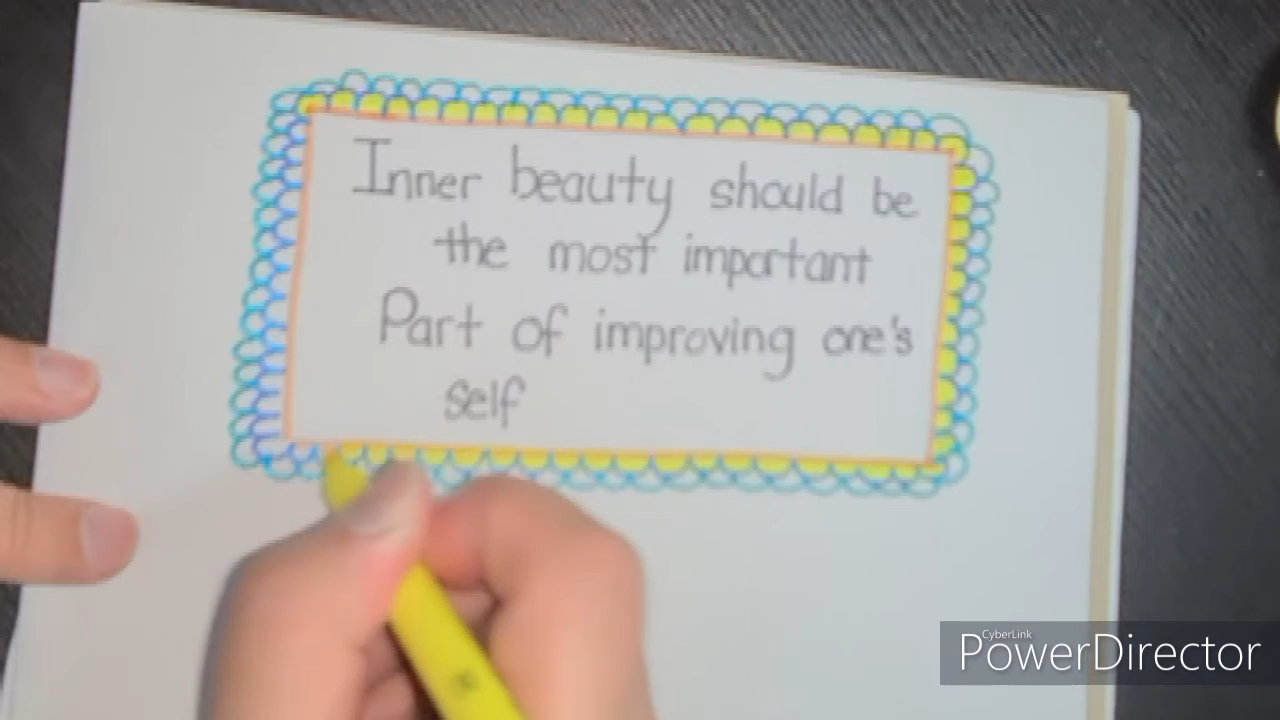 Inner beauty should be
the most important
Part of improving one's
self
CyberLink
PowerDirector